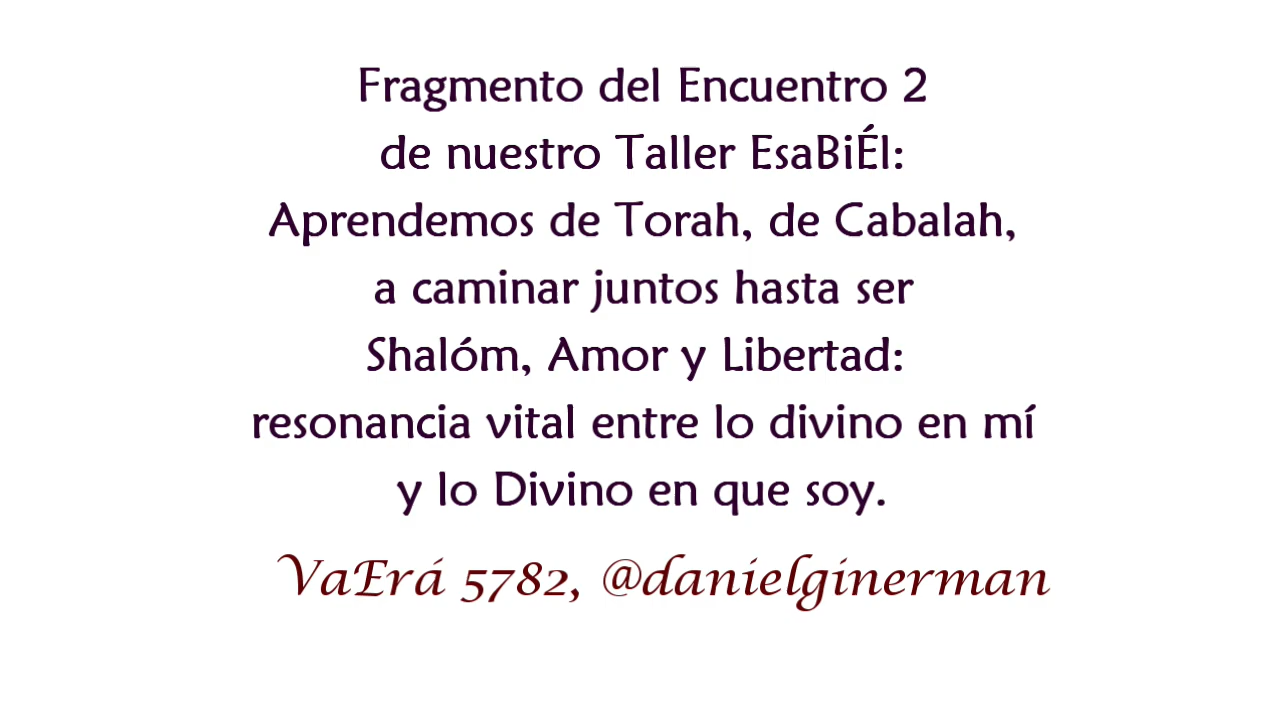 Fragmento del Encuentro 2
de nuestro Taller EsaBiÉl:
Aprendemos de Torah, de Cabalah,
a caminar juntos hasta ser
Shalóm, Amor y Libertad:
resonancia vital entre lo divino en mí
y lo Divino en que soy.
VaErá 5782, @danielginerman